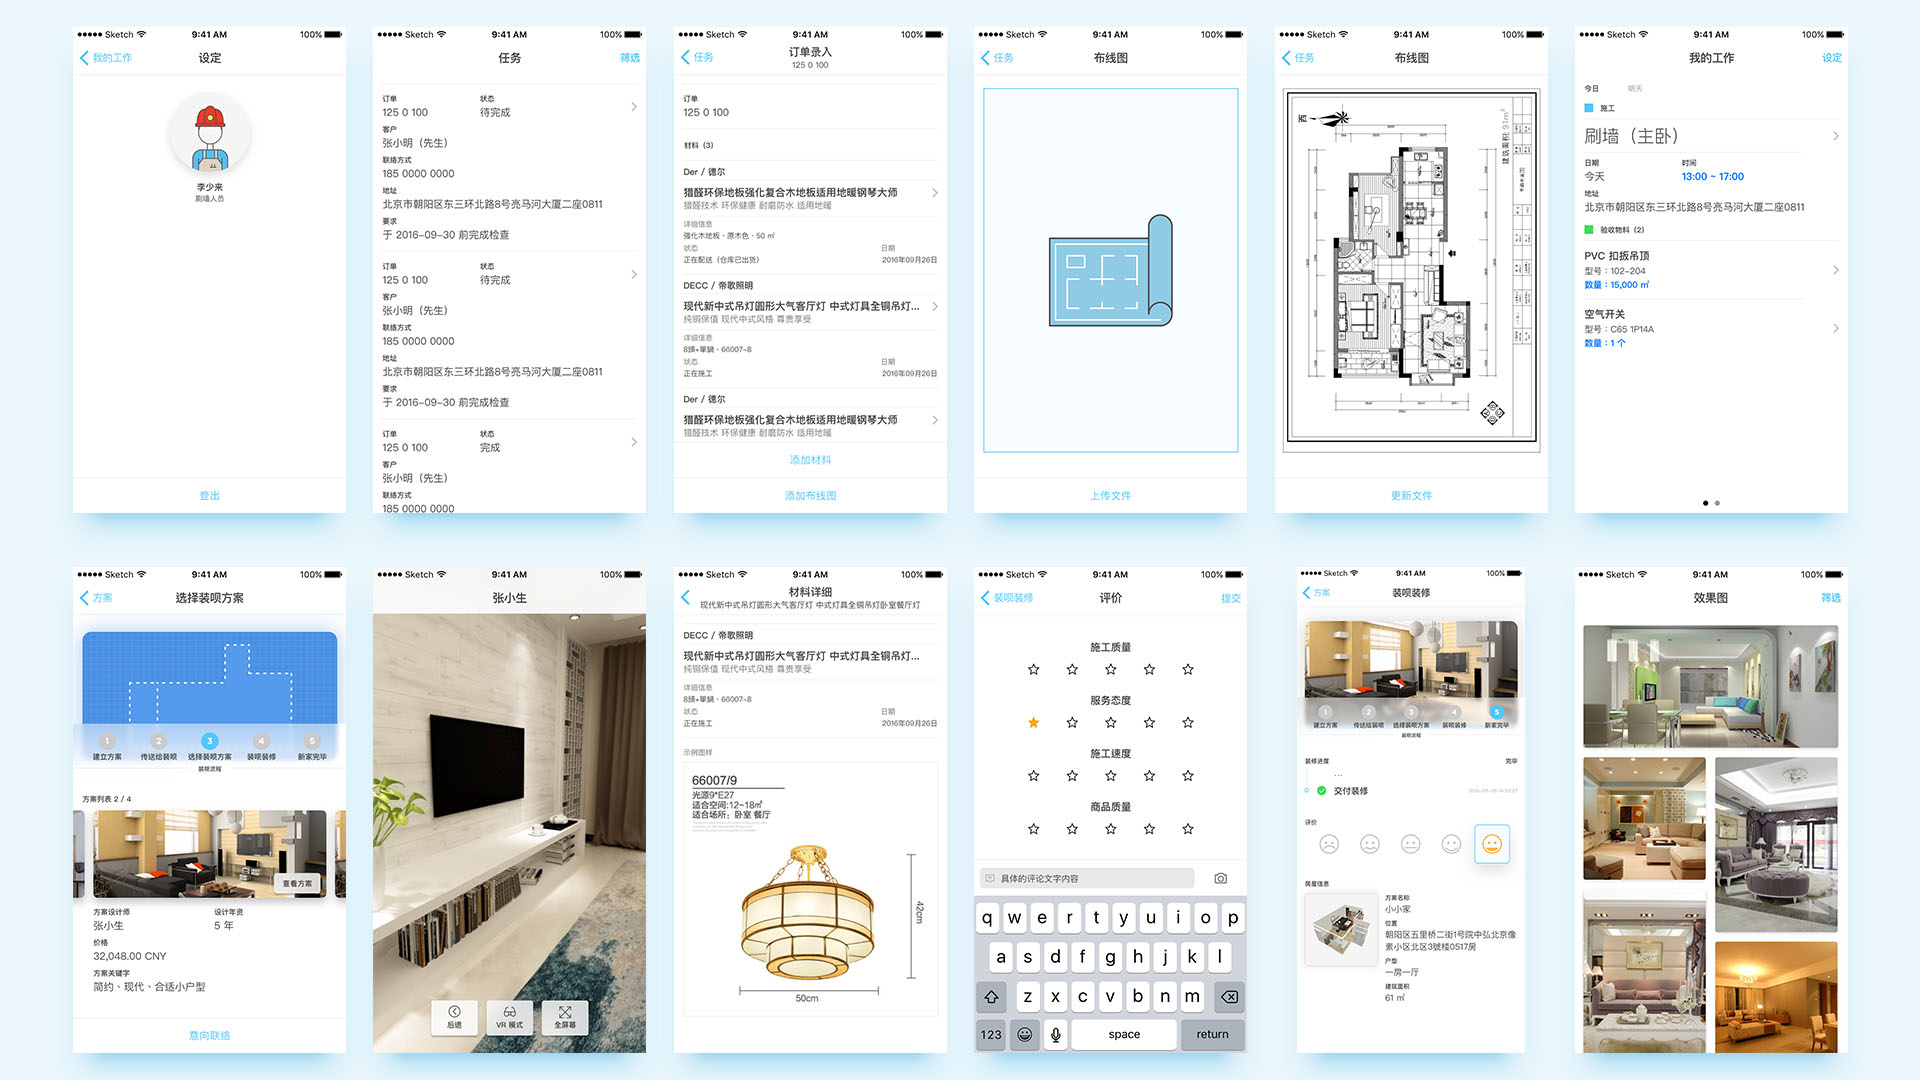 Sketch 9:41 AM 100%
我的工作 设定
李少来
刷墙人员
登出
Sketch 9:41 AM 100%
任务 筛选
订单 状态
125 0 100 待完成
客户
张小明（先生）
联络方式
185 0000 0000
地址
北京市朝阳区东三环北路8号亮马河大厦二座0811
要求
于 2016-09-30 前完成检查
订单 状态
125 0 100 待完成
客户
张小明（先生）
联络方式
185 0000 0000
地址
北京市朝阳区东三环北路8号亮马河大厦二座0811
要求
于 2016-09-30 前完成检查
订单 状态
125 0 100 完成
客户
张小明（先生）
联络方式
185 0000 0000
Sketch 9:41 AM 100%
任务 订单录入
125 0 100
订单
125 0 100
材料（3）
Der / 德尔
猎醛环保地板强化复合木地板适用地暖钢琴大师
猎醛技术 环保健康 耐磨防水 适用地暖
详细信息
强化木地板、原木色、50 ㎡
状态 日期
正在配送（仓库已出货） 2016年09月26日
DECC / 帝歌照明
现代新中式吊灯圆形大气客厅灯 中式灯具全铜吊灯...
纯铜保值 现代中式风格 尊贵享受
详细信息
8頭+單鍋、66007-8
状态 日期
正在施工 2016年09月26日
Der / 德尔
猎醛环保地板强化复合木地板适用地暖钢琴大师
猎醛技术 环保健康 耐磨防水 适用地暖
添加材料
添加布线图
Sketch 9:41 AM 100%
任务 布线图
上传文件
Sketch 9:41 AM 100%
任务 布线图
西
建筑面积: 91m²
更新文件
Sketch 9:41 AM 100%
我的工作 设定
今日 明天
施工
刷墙（主卧）
日期 时间
今天 13:00 ~ 17:00
地址
北京市朝阳区东三环北路8号亮马河大厦二座0811
验收物料（2）
PVC 扣扳吊顶
型号：102-204
数量：15,000 ㎡
空气开关
型号：C65 1P14A
数量：1 个
Sketch 9:41 AM 100%
方案 选择装呗方案
1 2 3 4 5
建立方案 传送给装呗 选择装呗方案 装呗装修 新家完毕
装呗流程
方案列表 2 / 4
查看方案
方案设计师 设计年资
张小生 5 年
价格
32,048.00 CNY
方案关键字
简约、现代、合适小户型
意向联络
Sketch 9:41 AM 100%
张小生
后退 VR 模式 全屏幕
Sketch 9:41 AM 100%
材料详细
现代新中式吊灯圆形大气客厅灯 中式灯具全铜吊灯卧室餐厅灯
DECC / 帝歌照明
现代新中式吊灯圆形大气客厅灯 中式灯具全铜吊灯...
纯铜保值 现代中式风格 尊贵享受
详细信息
8頭+單鍋、66007-8
状态 日期
正在施工 2016年09月26日
示例图样
66007/9
光源9*E27
适合空间:12~18㎡
适合场所：卧室 餐厅
42cm
50cm
Sketch 9:41 AM 100%
装呗装修 评价 提交
施工质量
服务态度
施工速度
商品质量
具体的评论文字内容
q w e r t y u i o p
a s d f g h j k l
z x c v b n m
123 space return
Sketch 9:41 AM 100%
方案 装呗装修
1 2 3 4 5
建立方案 传送给装呗 选择装呗方案 装呗装修 新家完毕
装呗流程
装修进度 完毕
...
交付装修
评价
房屋信息
方案名称
小小家
位置
朝阳区五里桥二街1号院中弘北京像
素小区北区3號楼0517房
户型
一房一厅
建筑面积
61 ㎡
Sketch 9:41 AM 100%
效果图 筛选